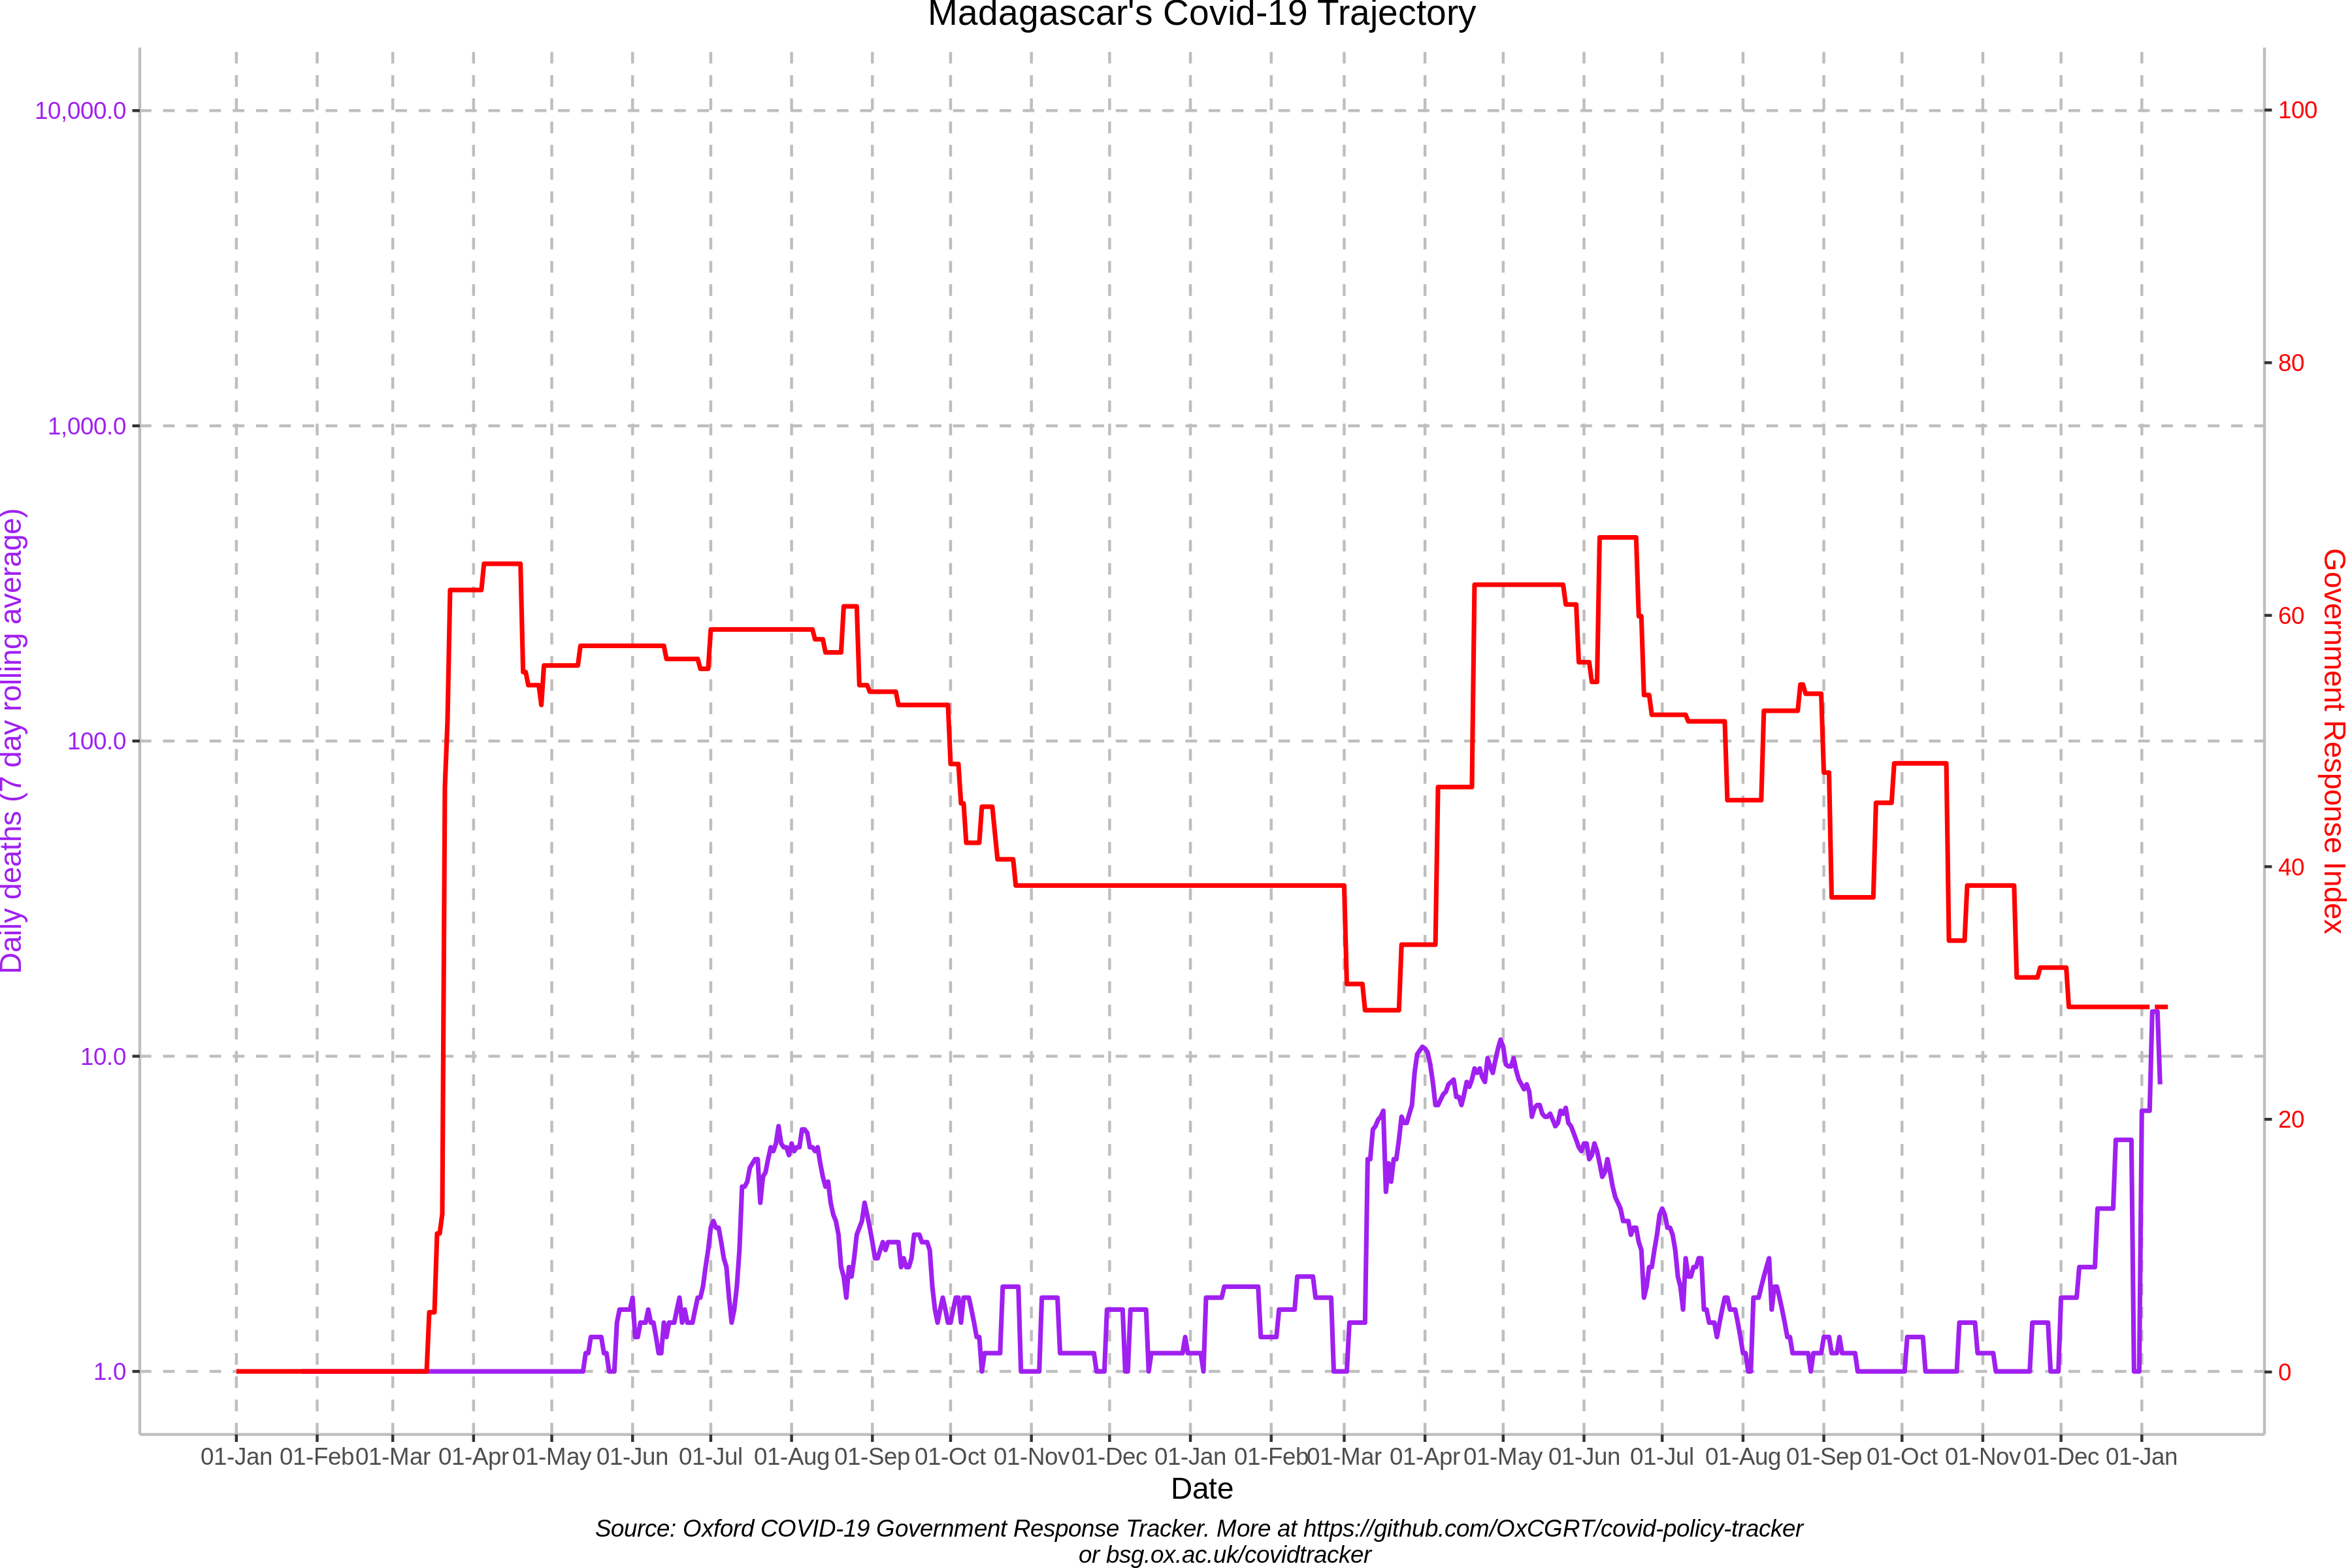 Madagascar's Covid-19 Trajectory
10,000.0
1,000.0
100.0
10.0
1.0
Daily deaths (7 day rolling average)
100
80
60
40
20
0
Government Response Index
01-Jan 01-Feb 01-Mar 01-Apr 01-May 01-Jun 01-Jul 01-Aug 01-Sep 01-Oct 01-Nov 01-Dec 01-Jan 01-Feb 01-Mar 01-Apr 01-May 01-Jun 01-Jul 01-Aug 01-Sep 01-Oct 01-Nov 01-Dec 01-Jan
Date
Source: Oxford COVID-19 Government Response Tracker. More at https://github.com/OxCGRT/covid-policy-tracker
or bsg.ox.ac.uk/covidtracker